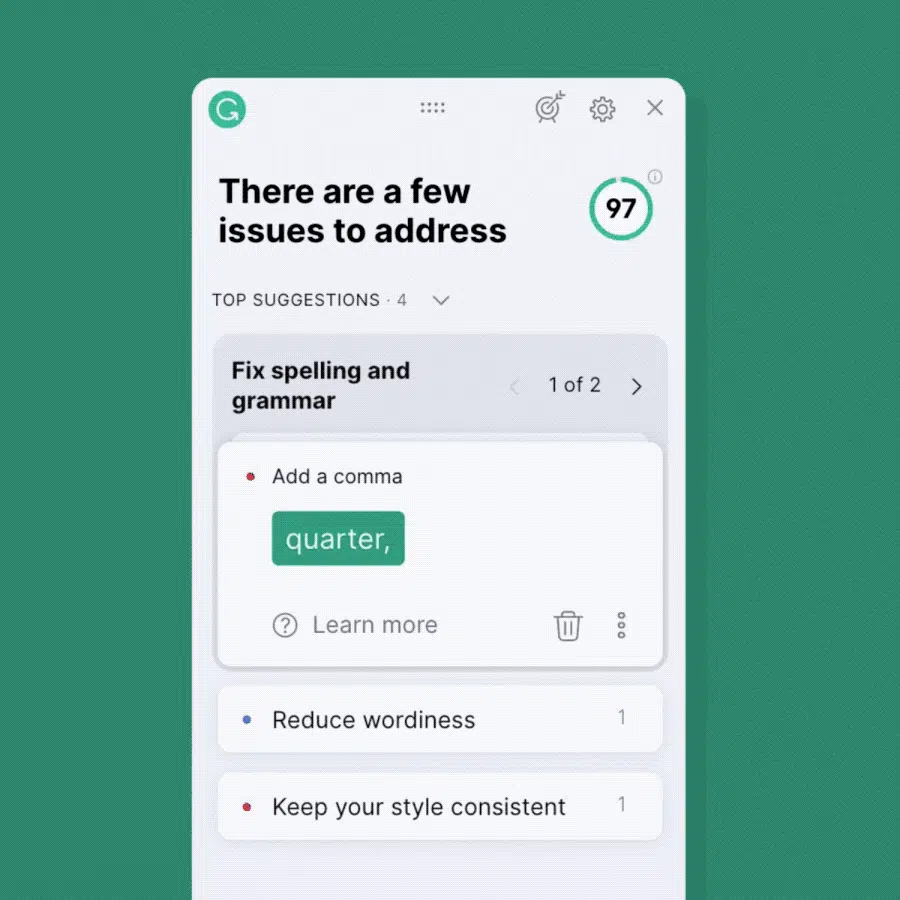 There are a few
issues to address
97
TOP SUGGESTIONS · 4
Fix spelling and
grammar
1 of 2
Add a comma
quarter,
Learn more
Reduce wordiness
1
Keep your style consistent
1